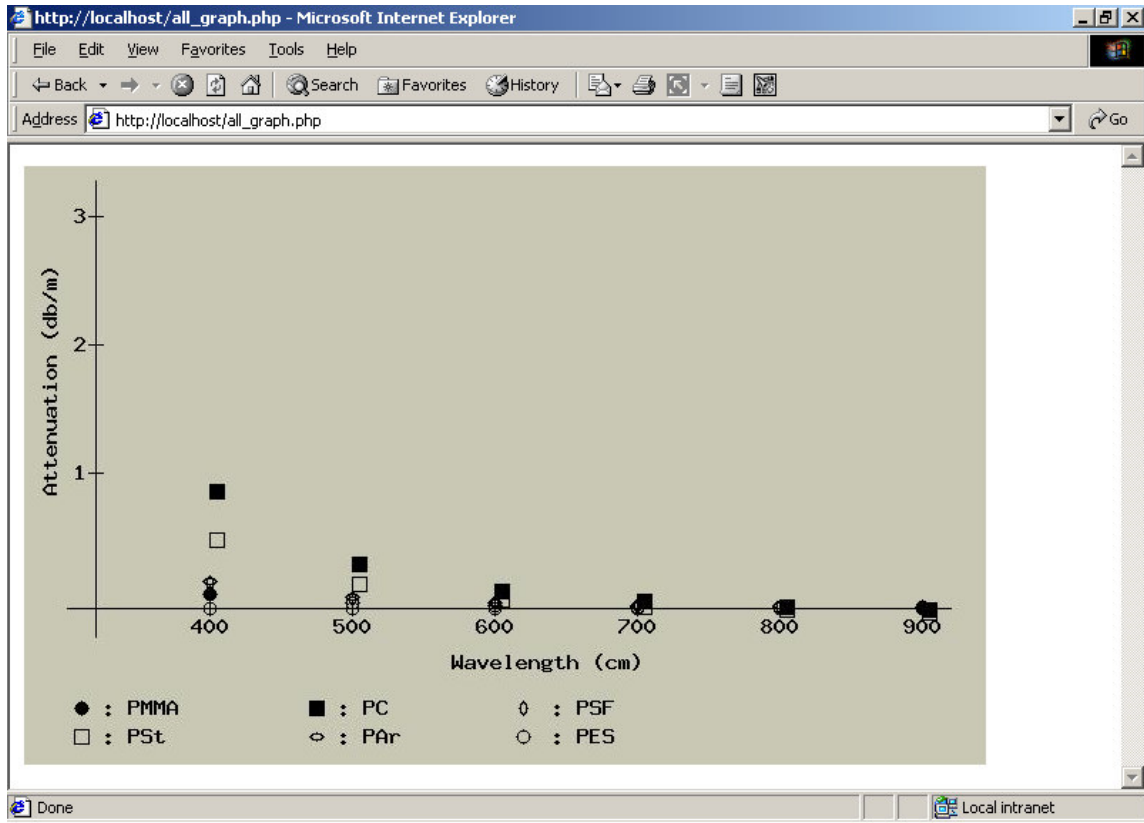 http://localhost/all_graph.php - Microsoft Internet Explorer
File Edit View Favorites Tools Help
Back Search Favorites History
Address http://localhost/all_graph.php Go
3
2
1
Attenuation (db/m)
400 500 600 700 800 900
Wavelength (cm)
: PMMA : PC : PSF
: PSt : PAr : PES
Done Local intranet